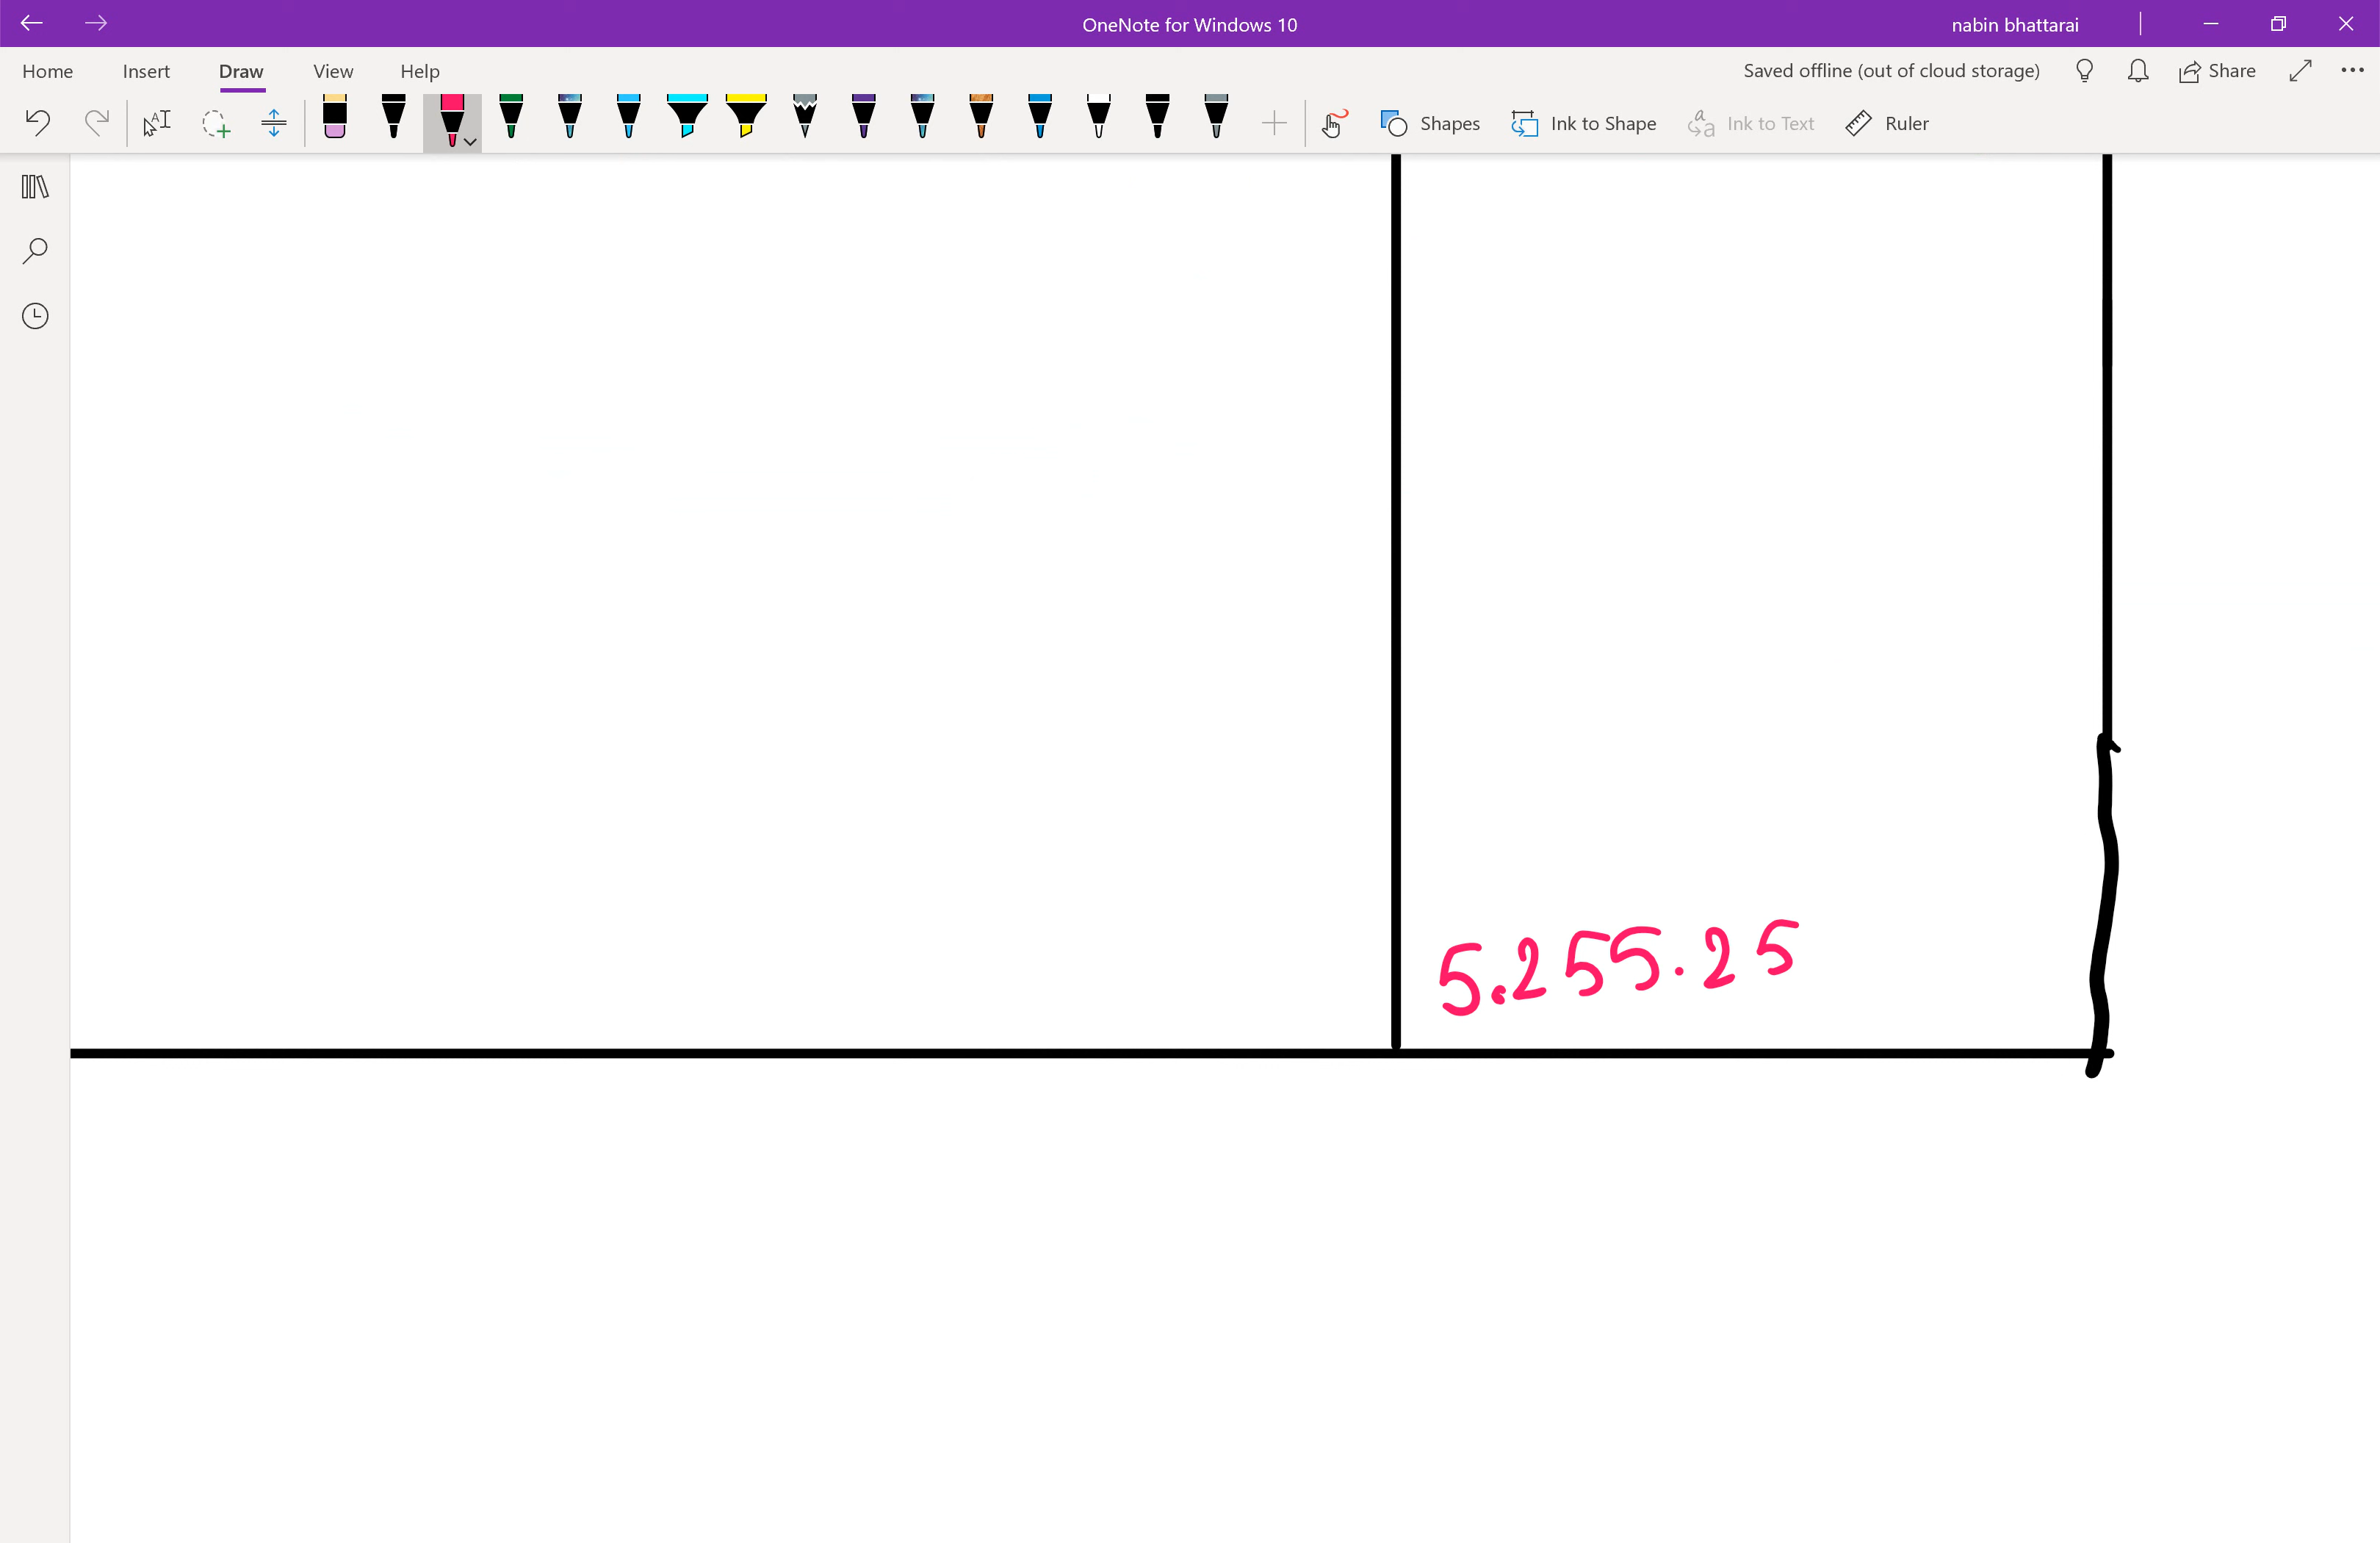 OneNote for Windows 10
nabin bhattarai
Home Insert Draw View Help
Saved offline (out of cloud storage)
Share
Shapes
Ink to Shape
Ink to Text
Ruler
5.255.25